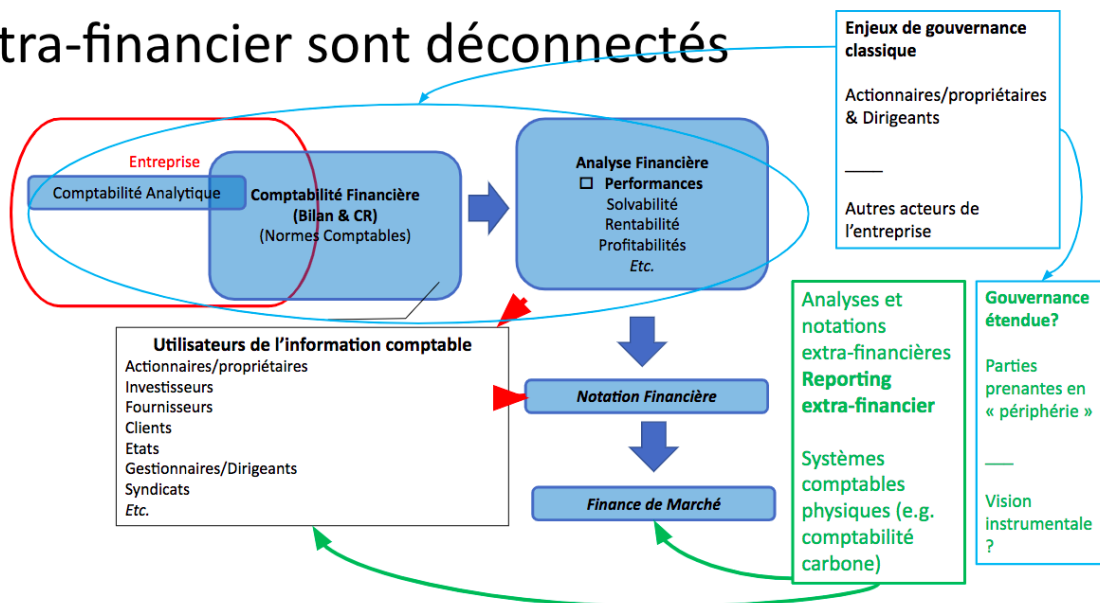 tra-financier sont déconnectés
Enjeux de gouvernance
classique
Actionnaires/propriétaires
& Dirigeants
Autres acteurs de
l’entreprise
Entreprise
Comptabilité Analytique
Comptabilité Financière
(Bilan & CR)
(Normes Comptables)
Analyse Financière
☐ Performances
Solvabilité
Rentabilité
Profitabilités
Etc.
Utilisateurs de l’information comptable
Actionnaires/propriétaires
Investisseurs
Fournisseurs
Clients
Etats
Gestionnaires/Dirigeants
Syndicats
Etc.
Notation Financière
Finance de Marché
Analyses et
notations
extra-financières
Reporting
extra-financier
Systèmes
comptables
physiques (e.g.
comptabilité
carbone)
Gouvernance
étendue?
Parties
prenantes en
« périphérie »
Vision
instrumentale
?